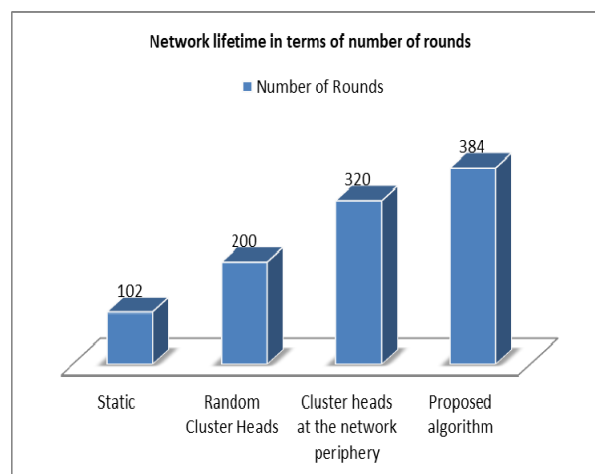 Network lifetime in terms of number of rounds
Number of Rounds
102
200
320
384
Static
Random
Cluster Heads
Cluster heads
at the network
periphery
Proposed
algorithm